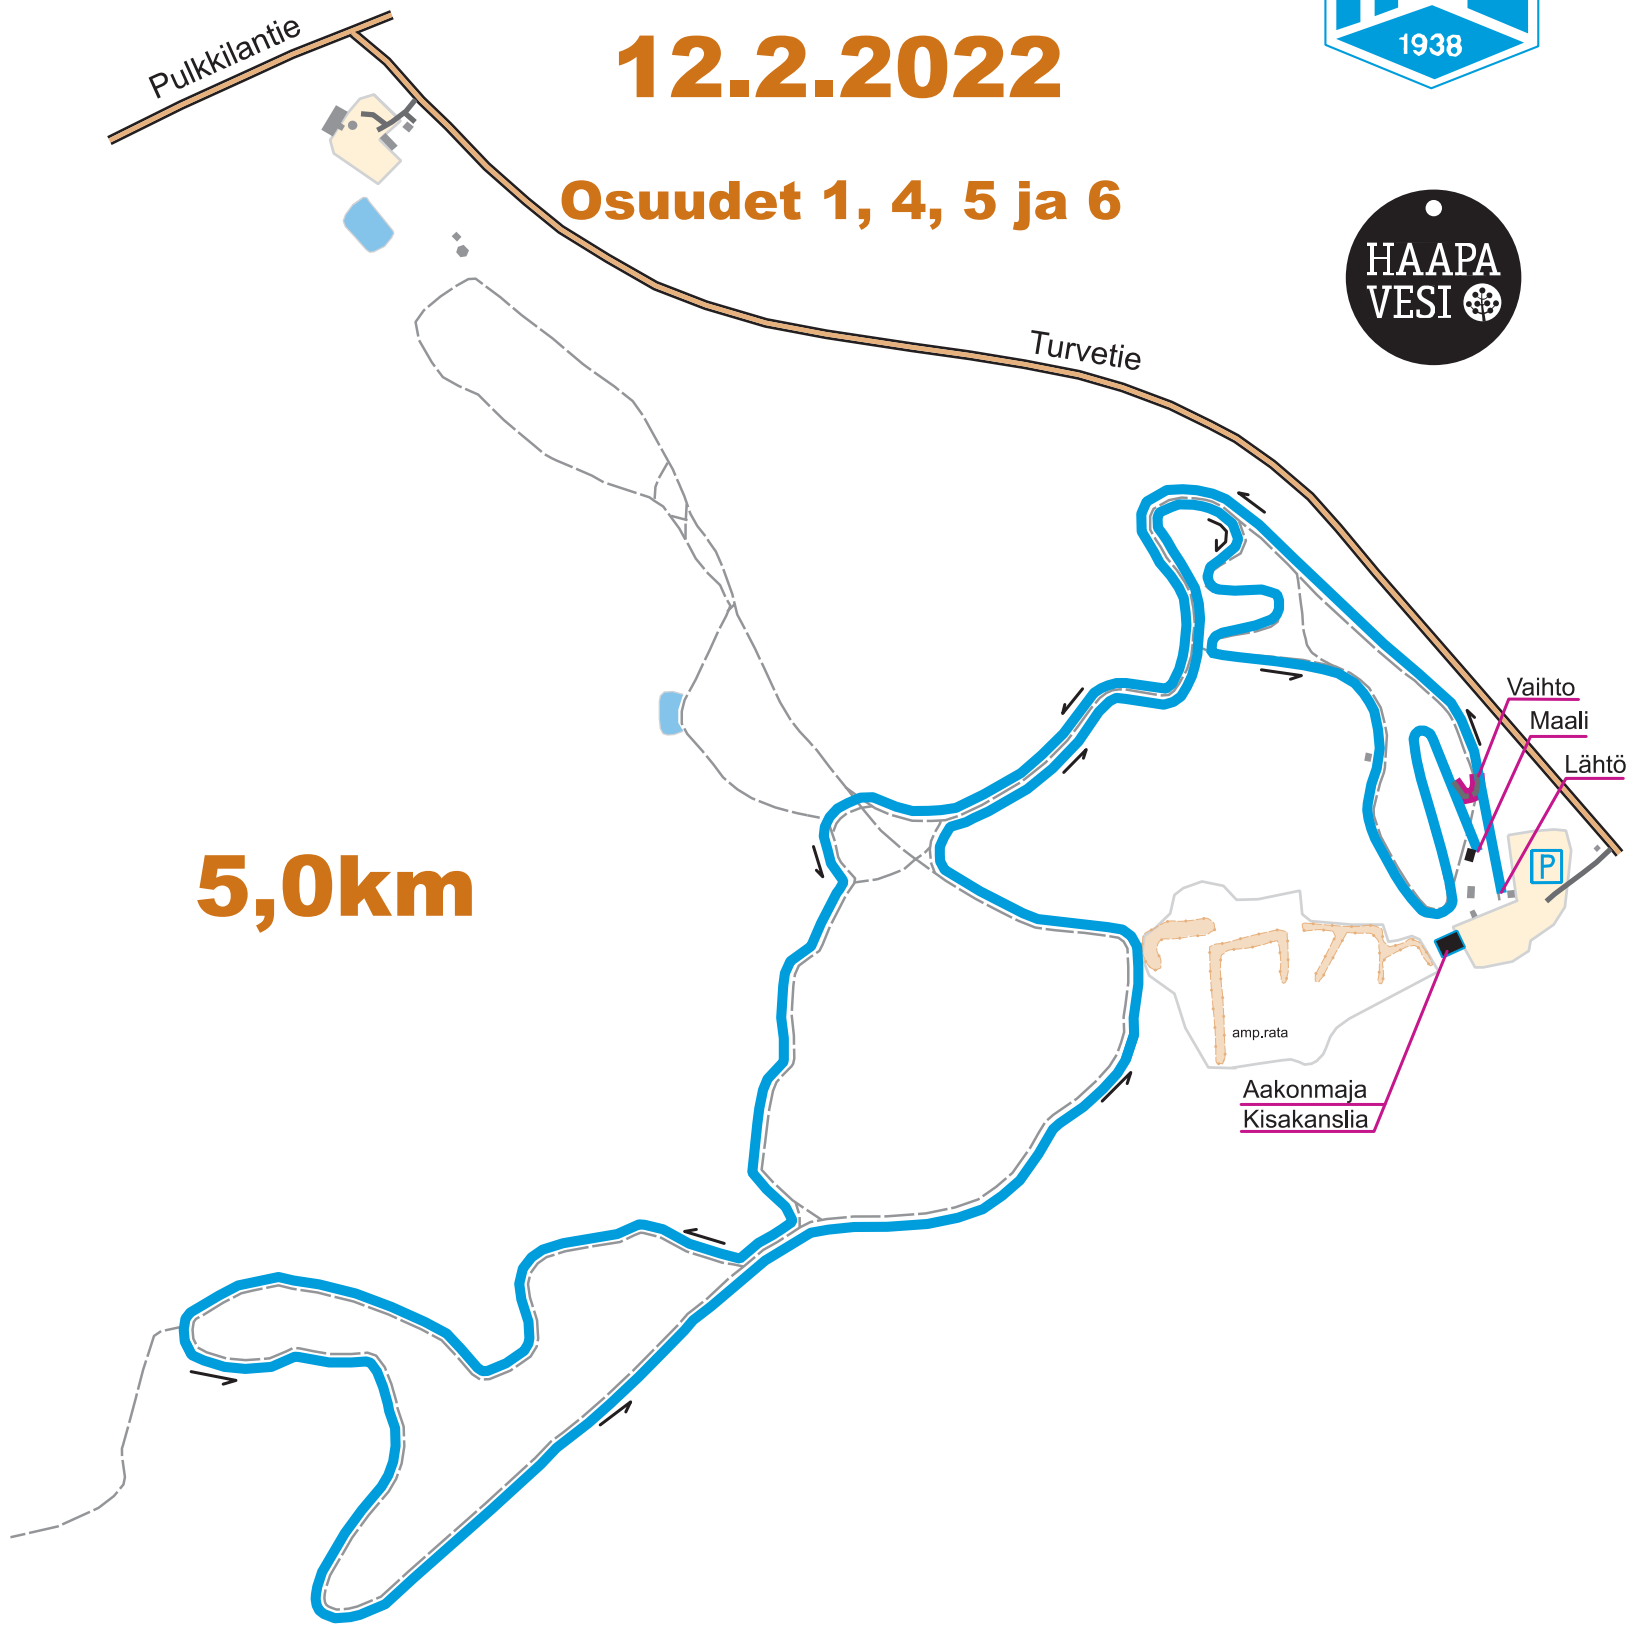 Pulkkilantie
12.2.2022
1938
Osuudet 1, 4, 5 ja 6
HAAPA
VESI
Turvetie
Vaihto
Maali
Lähtö
5,0km
P
amp.rata
Aakonmaja
Kisakanslia